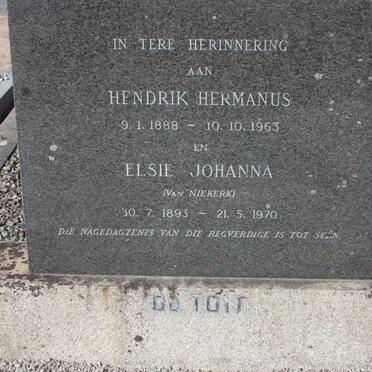 IN TERE HERINNERING
AAN
HENDRIK HERMANUS
9. 1. 1888 ~ 10. 10. 1963
EN
ELSIE JOHANNA
(VAN NIEKERK)
30. 7. 1893 ~ 21. 5. 1970
DIE NAGEDAGTENIS VAN DIE REGVERDIGE IS TOT SEËN.
DU TOIT